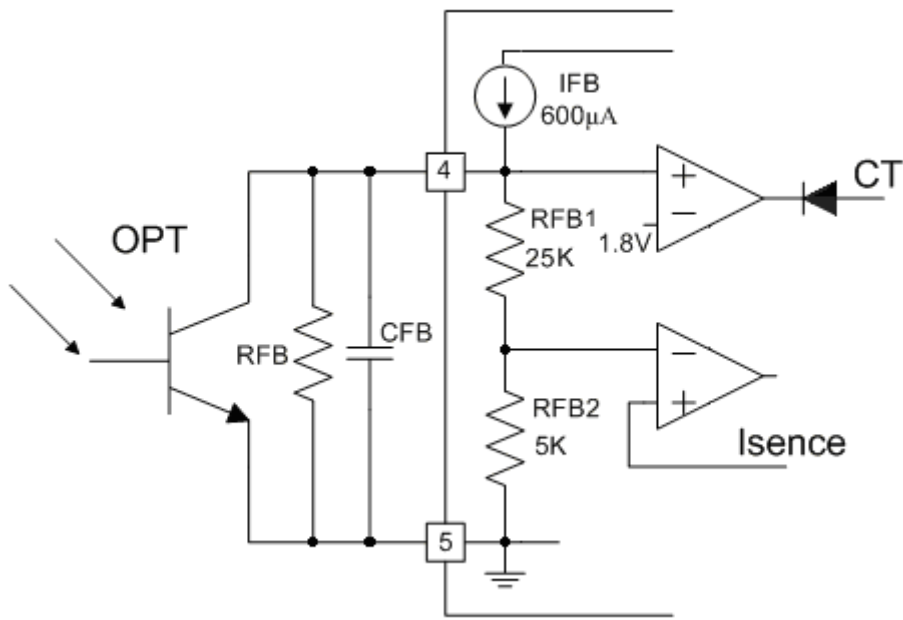 IFB
600μA
4
CT
OPT
RFB1
25K
1.8V
+
−
CFB
RFB
RFB2
5K
−
+
Isence
5